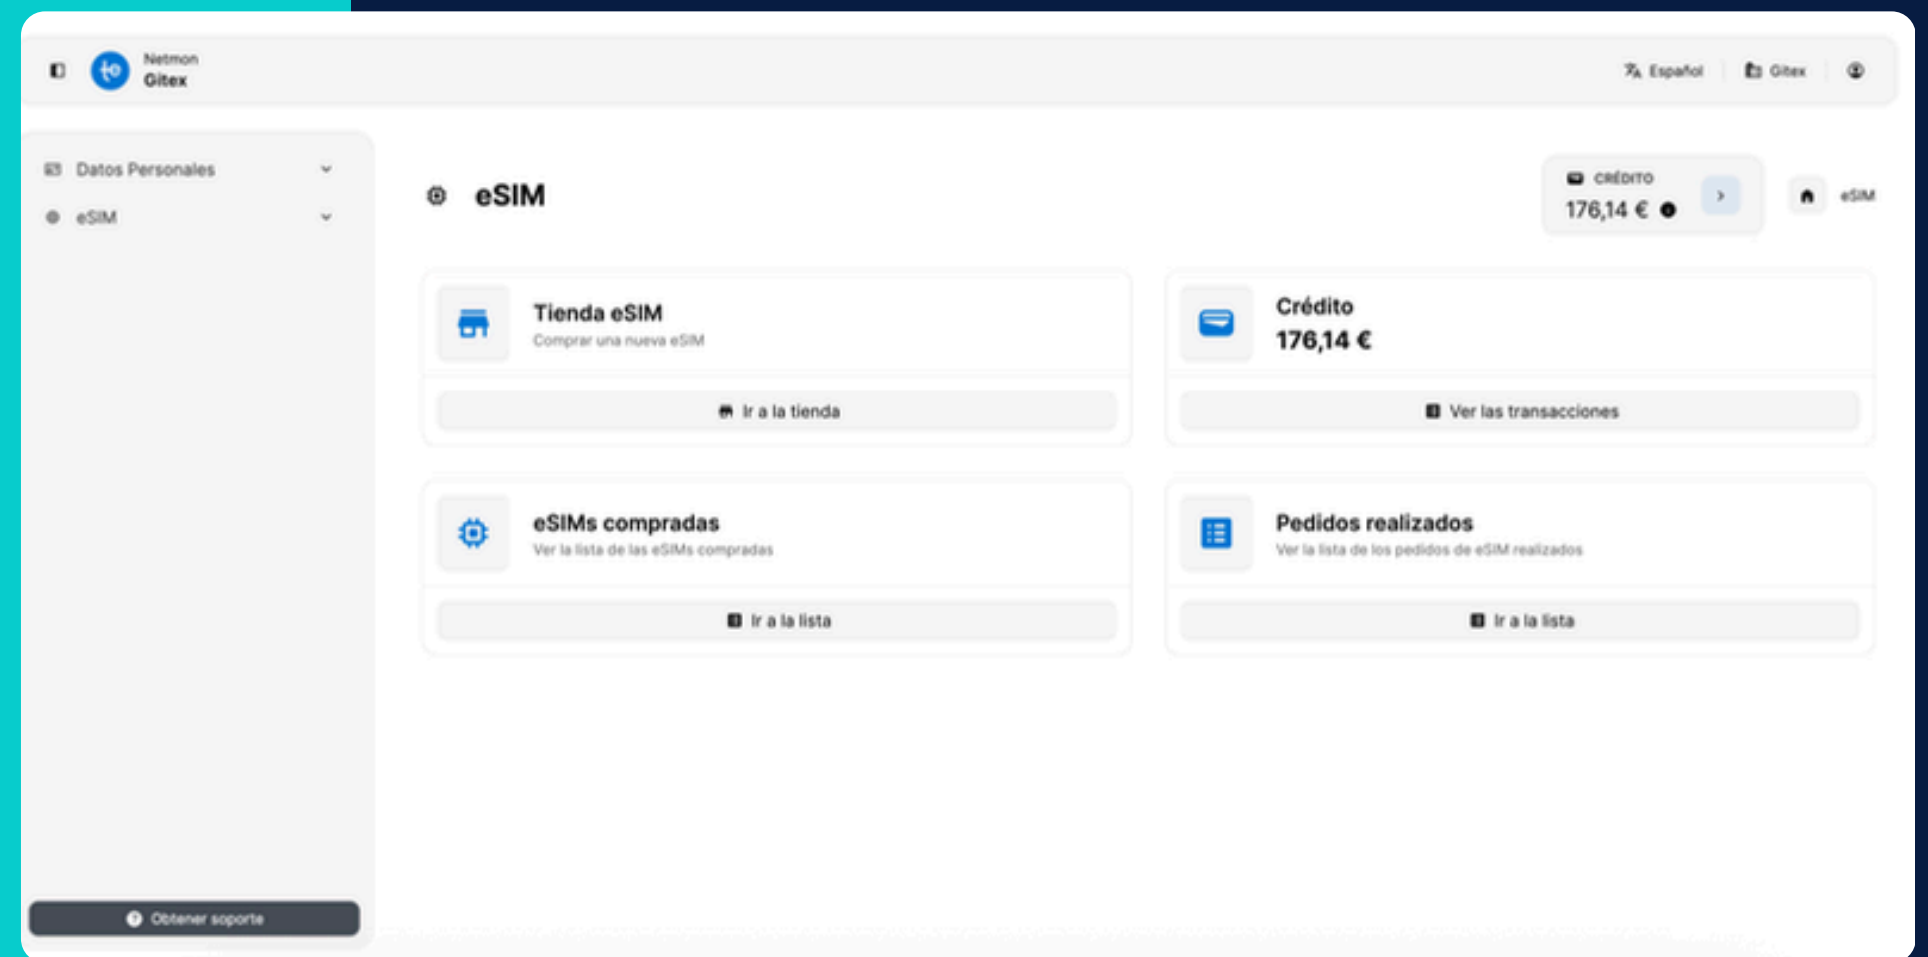 Netmon
Gitex
Español
Gitex
Datos Personales
eSIM
eSIM
CRÉDITO
176,14 €
eSIM
Tienda eSIM
Comprar una nueva eSIM
Ir a la tienda
Crédito
176,14 €
Ver las transacciones
eSIMs compradas
Ver la lista de las eSIMs compradas
Ir a la lista
Pedidos realizados
Ver la lista de los pedidos de eSIM realizados
Ir a la lista
Obtener soporte